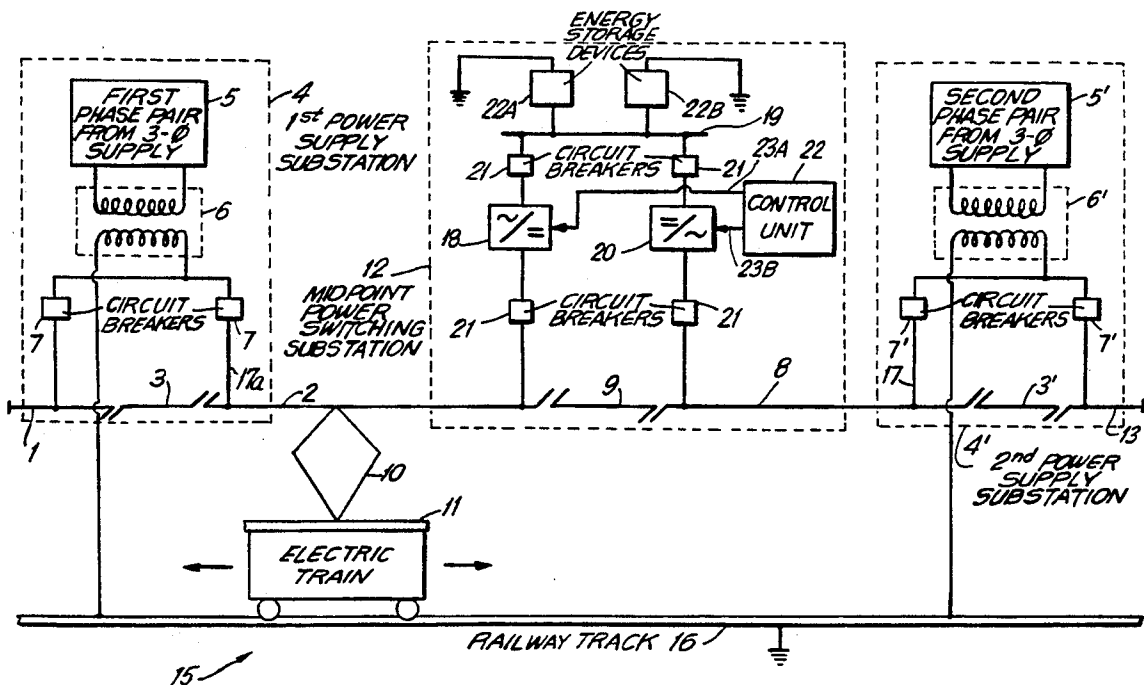 ENERGY
STORAGE
DEVICES
FIRST
PHASE PAIR
FROM 3-Ø
SUPPLY
5
4
1st POWER
SUPPLY
SUBSTATION
22A
22B
19
SECOND
PHASE PAIR
FROM 3-Ø
SUPPLY
5'
21
CIRCUIT
BREAKERS
21
23A
22
CONTROL
UNIT
6
6'
18
~/=
20
=/~
23B
12
MIDPOINT
POWER
SWITCHING
SUBSTATION
7
CIRCUIT
BREAKERS
7
21
CIRCUIT
BREAKERS
21
7'
CIRCUIT
BREAKERS
7'
17a
17
1
3
2
9
8
3'
13
4'
2nd POWER
SUPPLY
SUBSTATION
10
11
ELECTRIC
TRAIN
RAILWAY TRACK 16
15